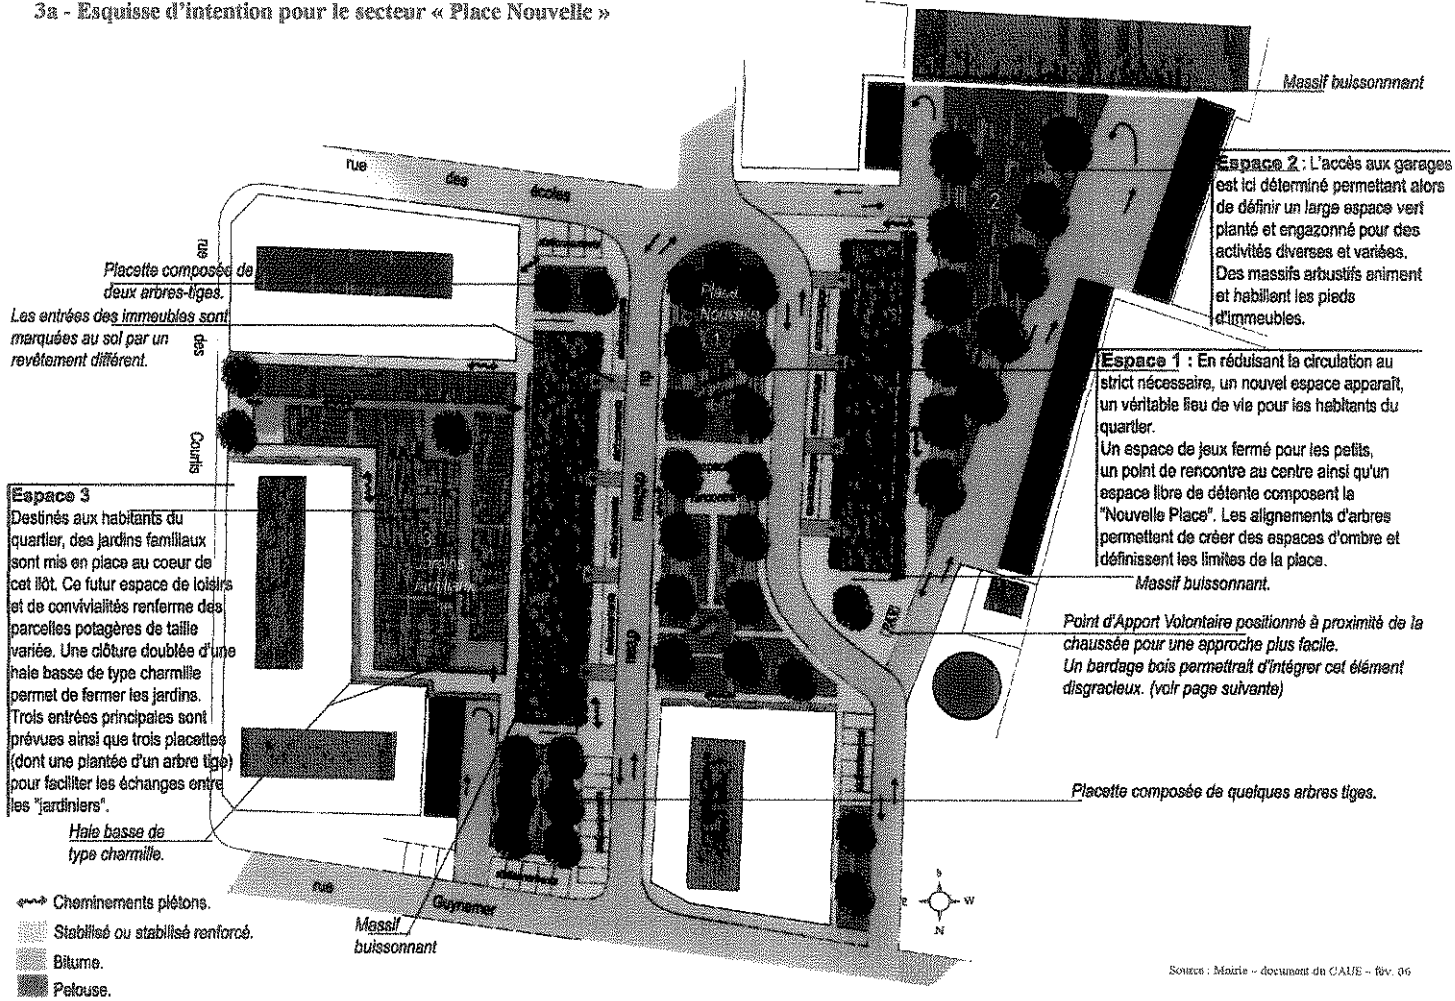 3a - Esquisse d'intention pour le secteur « Place Nouvelle »
Massif buissonnnant
rue
des
écoles
Espace 2 : L'accès aux garages
est ici déterminé permettant alors
de définir un large espace vert
planté et engazonné pour des
activités diverses et variées.
Des massifs arbustifs animent
et habillent les pieds
d'immeubles.
2
rue
des
Courtis
Placette composée de
deux arbres-tiges.
Les entrées des immeubles sont
marquées au sol par un
revêtement différent.
Place
Nouvelle
1
du
gros
Espace 1 : En réduisant la circulation au
strict nécessaire, un nouvel espace apparaît,
un véritable lieu de vie pour les habitants du
quartier.
Un espace de jeux fermé pour les petits,
un point de rencontre au centre ainsi qu'un
espace libre de détente composent la
"Nouvelle Place". Les alignements d'arbres
permettent de créer des espaces d'ombre et
définissent les limites de la place.
Massif buissonnant.
Espace 3
Destinés aux habitants du
quartier, des jardins familiaux
sont mis en place au coeur de
cet îlôt. Ce futur espace de loisirs
et de convivialités renferme des
parcelles potagères de taille
variée. Une clôture doublée d'une
haie basse de type charmille
permet de fermer les jardins.
Trois entrées principales sont
prévues ainsi que trois placettes
(dont une plantée d'un arbre tige)
pour faciliter les échanges entre
les "jardiniers".
3
Jardins
familiaux
PAV
Point d'Apport Volontaire positionné à proximité de la
chaussée pour une approche plus facile.
Un bardage bois permettrait d'intégrer cet élément
disgracieux. (voir page suivante)
Placette composée de quelques arbres tiges.
Haie basse de
type charmille.
rue
Guynemer
Massif
buissonnant
Cheminements piétons.
Stabilisé ou stabilisé renforcé.
Bitume.
Pelouse.
S
W
N
Source : Mairie - document du CAUE - fév. 06